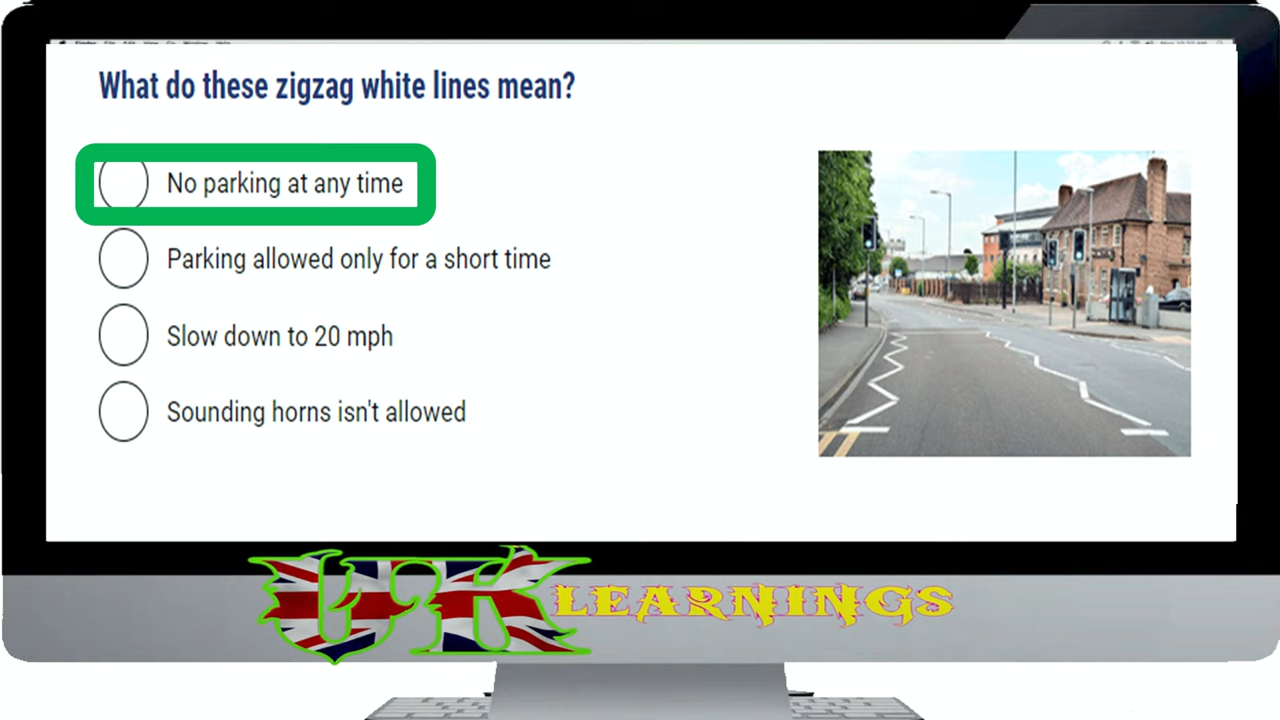 What do these zigzag white lines mean?
No parking at any time
Parking allowed only for a short time
Slow down to 20 mph
Sounding horns isn't allowed
UK LEARNINGS